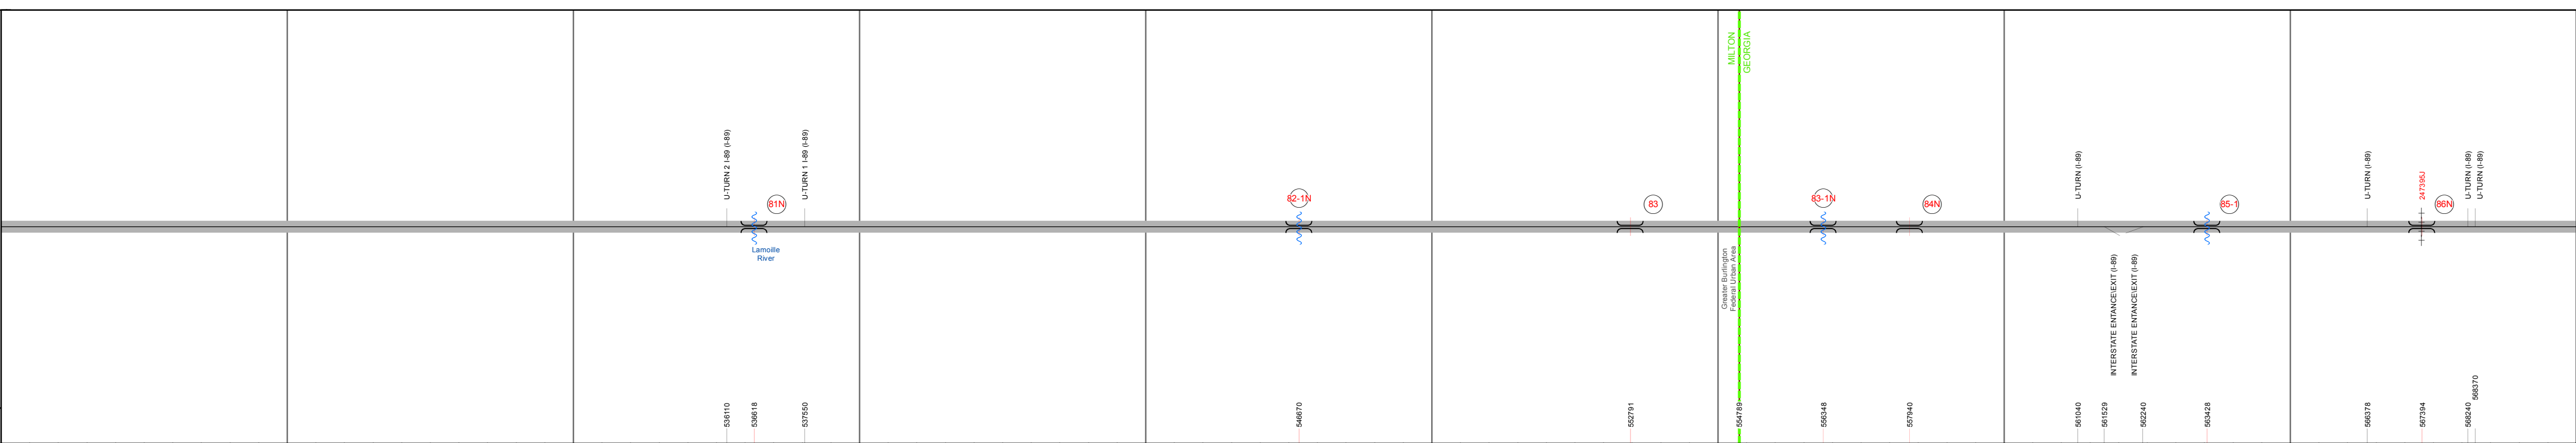 MILTON
GEORGIA
U-TURN 2 I-89 (I-89)
U-TURN 1 I-89 (I-89)
U-TURN (I-89)
U-TURN (I-89)
247395J
U-TURN (I-89)
U-TURN (I-89)
81N
82-1N
83
83-1N
84N
85-1
86N
Lamoille
River
Greater Burlington
Federal Urban Area
INTERSTATE ENTANCE\EXIT (I-89)
INTERSTATE ENTANCE\EXIT (I-89)
536110
536618
537550
546670
552791
554789
556348
557940
561040
561529
562240
563428
566378
567394
568240
568370